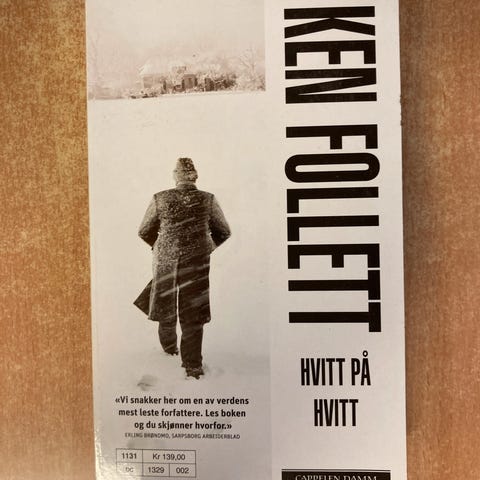 KEN FOLLETT
HVITT PÅ
HVITT
«Vi snakker her om en av verdens
mest leste forfattere. Les boken
og du skjønner hvorfor.»
ERLING BRØNDMO, SARPSBORG ARBEIDERBLAD
1131 Kr 139,00
DC 1329 002
CAPPELEN DAMM